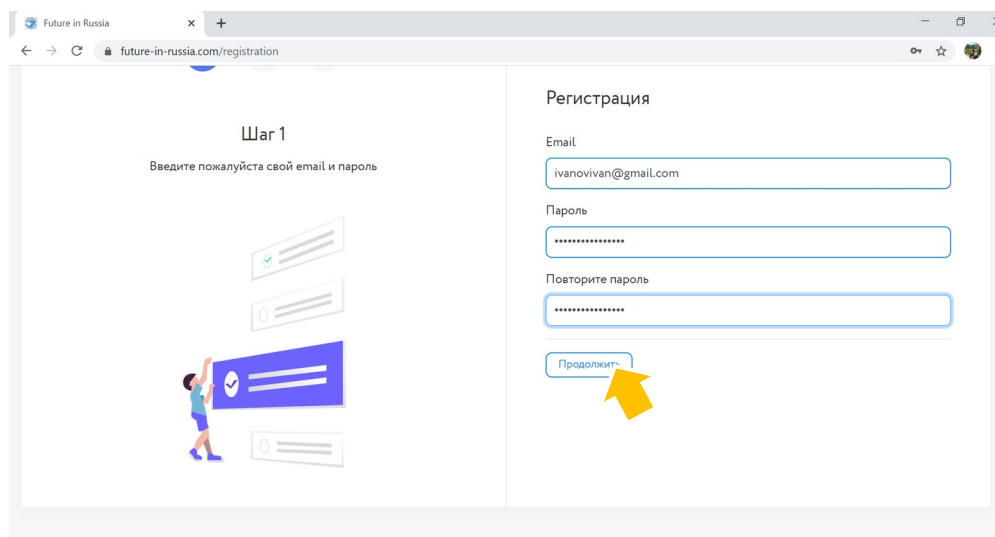 Future in Russia
future-in-russia.com/registration
Шаг 1
Введите пожалуйста свой email и пароль
Регистрация
Email
ivanovivan@gmail.com
Пароль
••••••••••••••••
Повторите пароль
••••••••••••••••
Продолжить